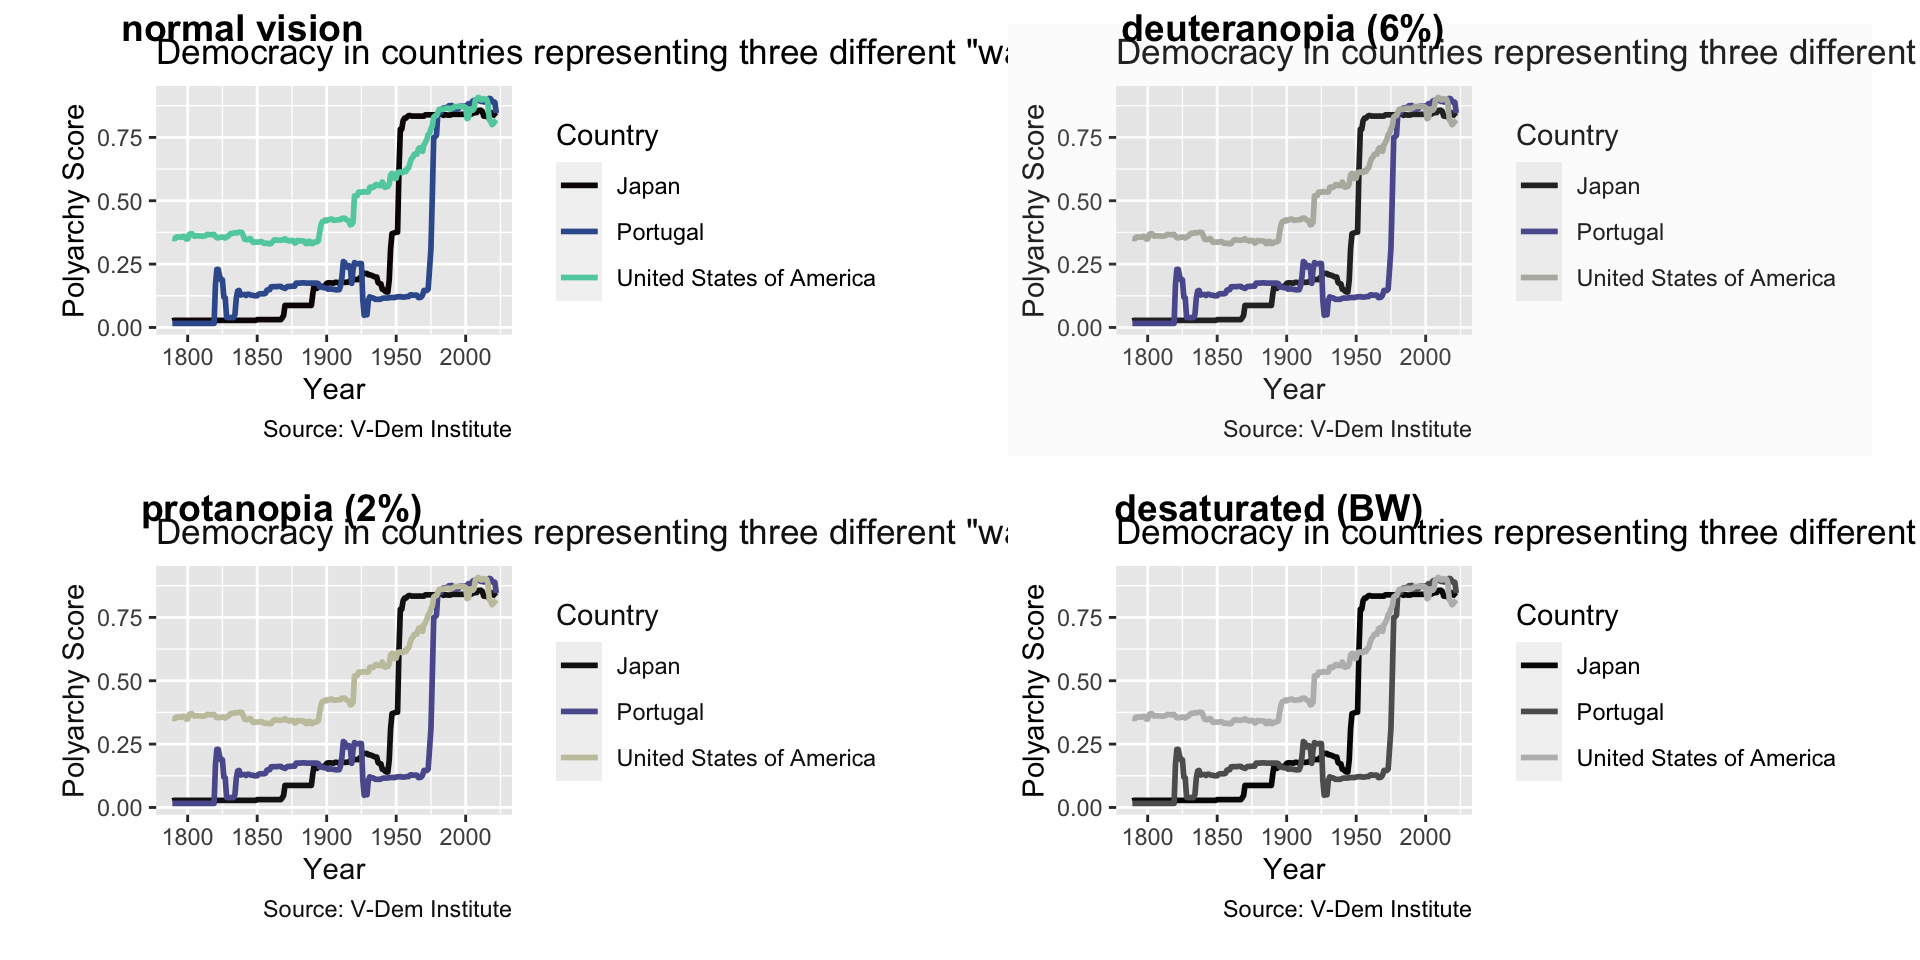 normal vision
Democracy in countries representing three different "wa
Polyarchy Score
0.75
0.50
0.25
0.00
1800 1850 1900 1950 2000
Year
Source: V-Dem Institute
Country
Japan
Portugal
United States of America
deuteranopia (6%)
Democracy in countries representing three different
Polyarchy Score
0.75
0.50
0.25
0.00
1800 1850 1900 1950 2000
Year
Source: V-Dem Institute
Country
Japan
Portugal
United States of America
protanopia (2%)
Democracy in countries representing three different "wa
Polyarchy Score
0.75
0.50
0.25
0.00
1800 1850 1900 1950 2000
Year
Source: V-Dem Institute
Country
Japan
Portugal
United States of America
desaturated (BW)
Democracy in countries representing three different
Polyarchy Score
0.75
0.50
0.25
0.00
1800 1850 1900 1950 2000
Year
Source: V-Dem Institute
Country
Japan
Portugal
United States of America